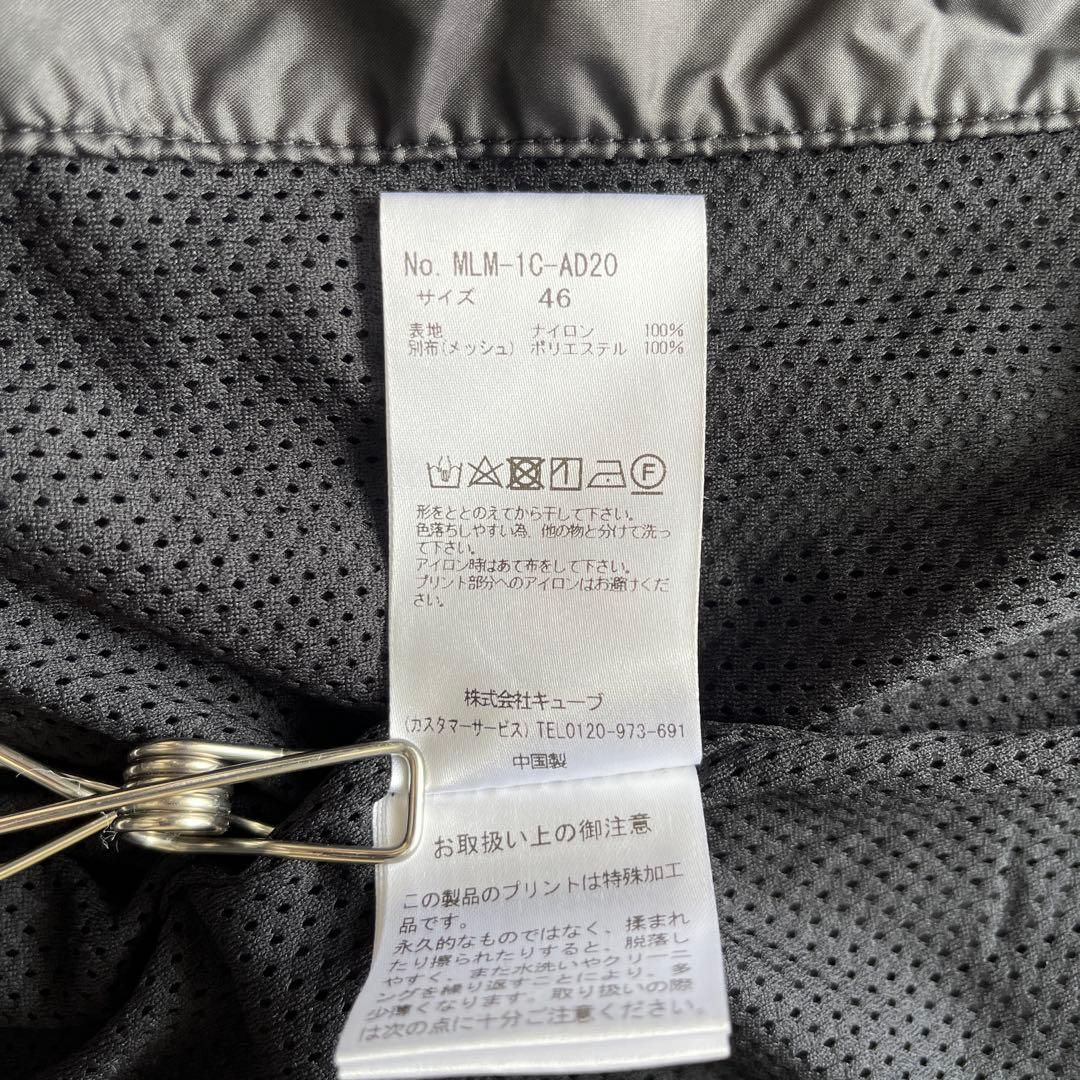 No. MLM-1C-AD20
サイズ 46
表地 ナイロン 100%
別布(メッシュ) ポリエステル 100%
F
形をととのえてから干して下さい。
色落ちしやすい為、他の物と分けて洗っ
て下さい。
アイロン時はあて布をして下さい。
プリント部分へのアイロンはお避けくだ
さい。
株式会社キューブ
(カスタマーサービス) TEL0120-973-691
中国製
お取扱い上の御注意
この製品のプリントは特殊加工
品です。
永久的なものではなく、揉まれ
たり擦られたりすると、脱落し
やすく、また水洗いやクリーニ
ングを繰り返すことにより、多
少薄くなります。取り扱いの際
は次の点に十分ご注意ください。